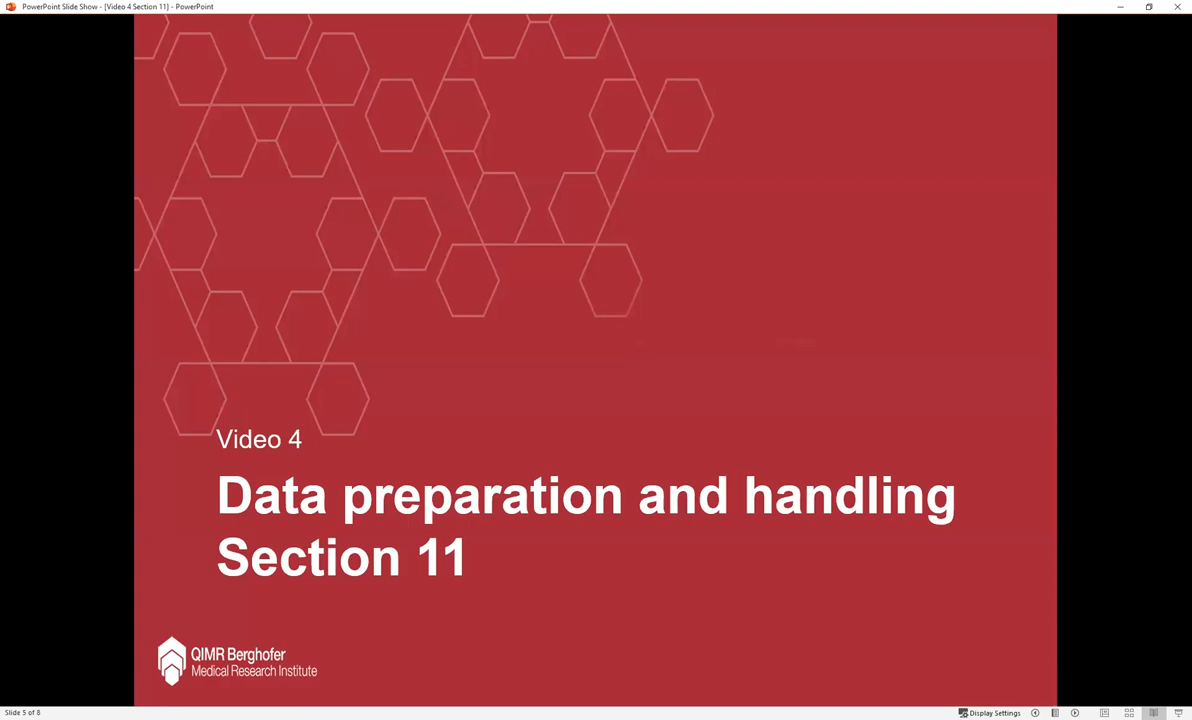 PowerPoint Slide Show - [Video 4 Section 11] - PowerPoint
Video 4
Data preparation and handling
Section 11
QIMR Berghofer
Medical Research Institute
Slide 5 of 8
Display Settings